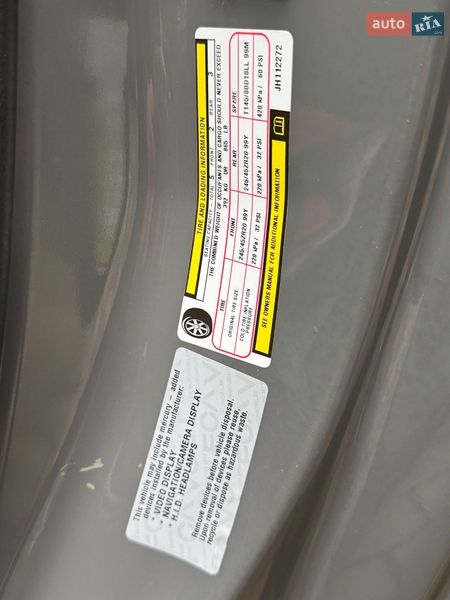 auto RIA
.com
TIRE AND LOADING INFORMATION
SEATING CAPACITY - TOTAL 5 FRONT 2 REAR 3
THE COMBINED WEIGHT OF OCCUPANTS AND CARGO SHOULD NEVER EXCEED
392 KG OR 865 LB
TIRE FRONT REAR SPARE
ORIGINAL TIRE SIZE 245/45ZR20 99Y 245/45ZR20 99Y T145/80D18LL 99M
COLD TIRE INFLATION PRESSURE 220 kPa / 32 PSI 220 kPa / 32 PSI 420 kPa / 60 PSI
SEE OWNERS MANUAL FOR ADDITIONAL INFORMATION
JH112272
This vehicle may include mercury - added
devices installed by the manufacturer:
* VIDEO DISPLAY
* NAVIGATION/CAMERA DISPLAY
* H.I.D. HEADLAMPS
Remove devices before vehicle disposal.
Upon removal of devices please reuse,
recycle or dispose as hazardous waste.